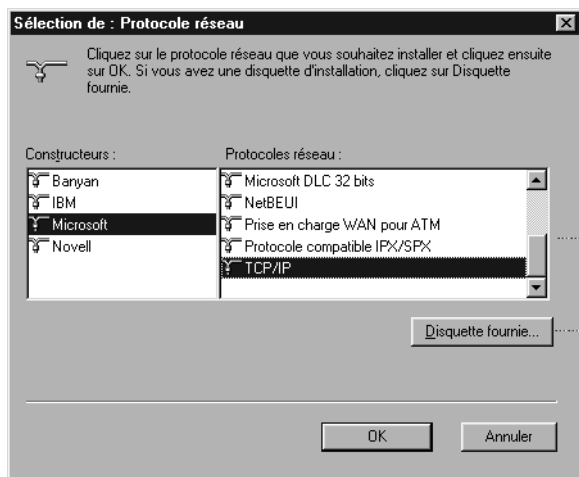 Sélection de : Protocole réseau
Cliquez sur le protocole réseau que vous souhaitez installer et cliquez ensuite
sur OK. Si vous avez une disquette d'installation, cliquez sur Disquette
fournie.
Constructeurs :
Banyan
IBM
Microsoft
Novell
Protocoles réseau :
Microsoft DLC 32 bits
NetBEUI
Prise en charge WAN pour ATM
Protocole compatible IPX/SPX
TCP/IP
Disquette fournie...
OK
Annuler